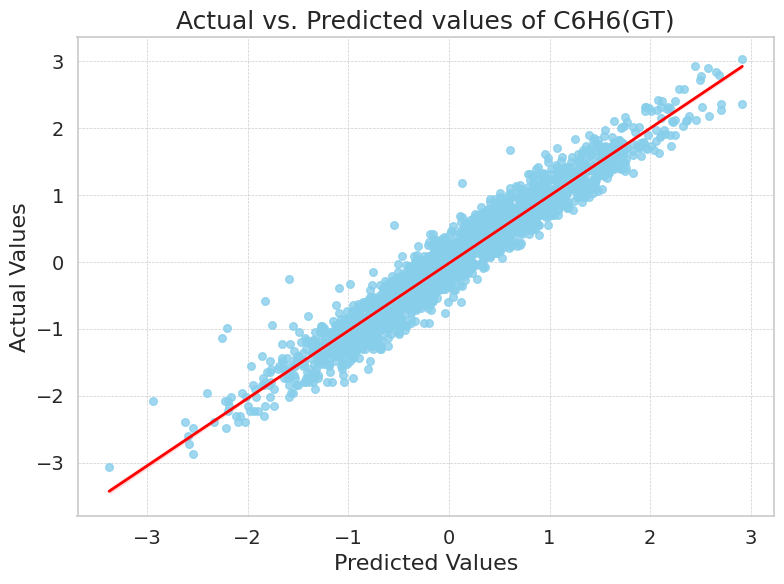 Actual vs. Predicted values of C6H6(GT)
Actual Values
3
2
1
0
−1
−2
−3
−3 −2 −1 0 1 2 3
Predicted Values